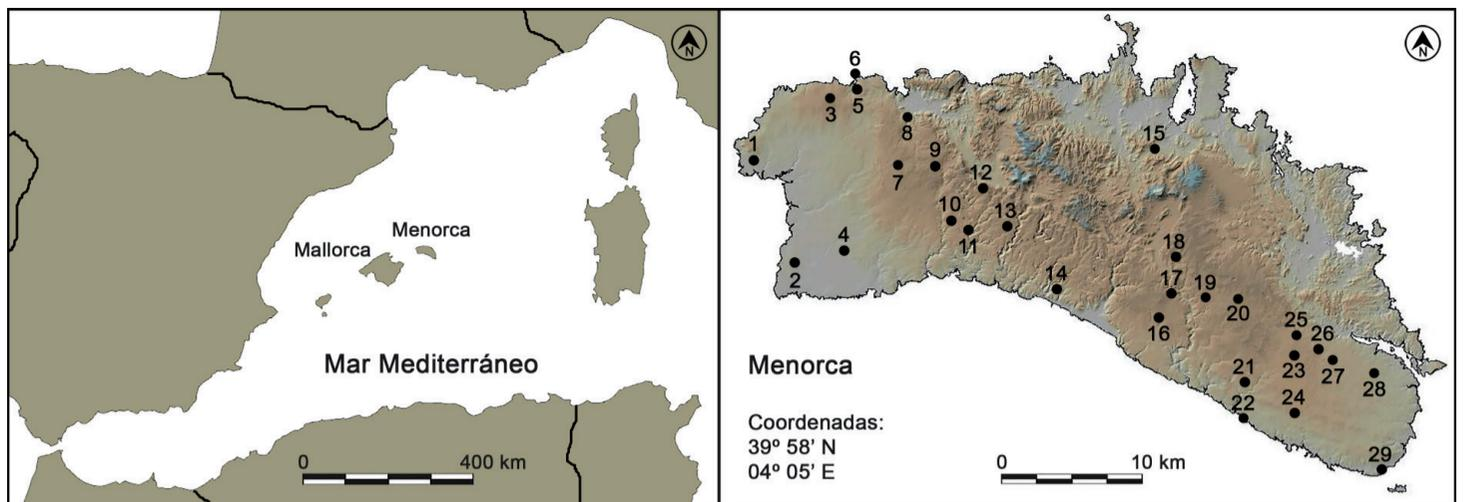 N
Mallorca
Menorca
Mar Mediterráneo
0 400 km
N
6
5
3
8
15
1
9
7
12
10
13
11
4
18
2
14
17
19
20
16
25
26
23
27
21
28
22
24
29
Menorca
Coordenadas:
39º 58’ N
04º 05’ E
0 10 km